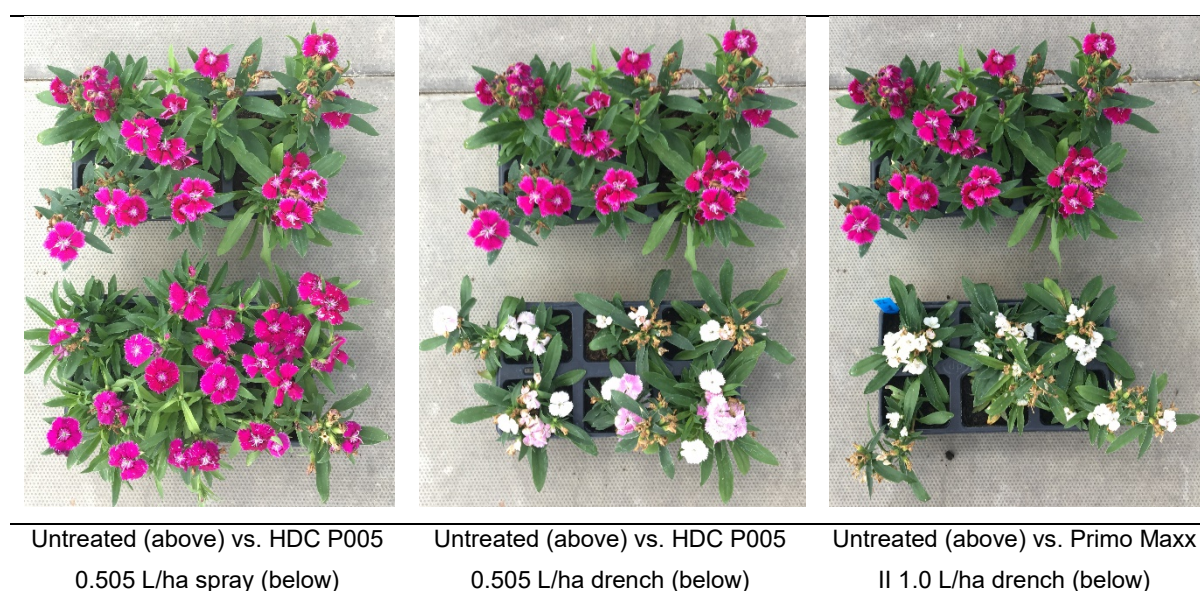 Untreated (above) vs. HDC P005
0.505 L/ha spray (below)
Untreated (above) vs. HDC P005
0.505 L/ha drench (below)
Untreated (above) vs. Primo Maxx
II 1.0 L/ha drench (below)